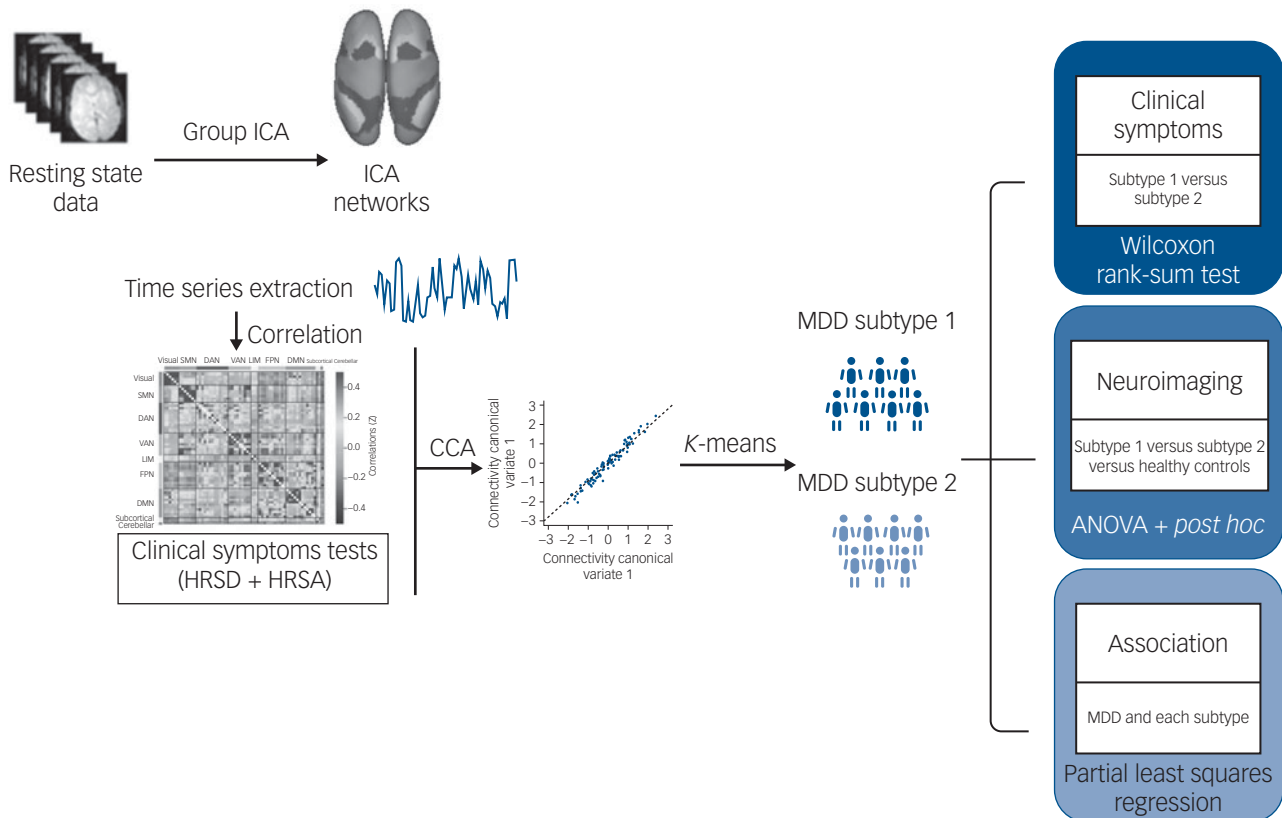 Resting state
data
Group ICA
ICA
networks
Time series extraction
Correlation
Visual SMN DAN VAN LIM FPN DMN Subcortical Cerebellar
Visual
SMN
DAN
VAN
LIM
FPN
DMN
Subcortical
Cerebellar
0.4
0.2
0.0
−0.2
−0.4
Correlations (Z)
Clinical symptoms tests
(HRSD + HRSA)
CCA
Connectivity canonical
variate 1
3
2
1
0
−1
−2
−3
−3 −2 −1 0 1 2 3
Connectivity canonical
variate 1
K-means
MDD subtype 1
MDD subtype 2
Clinical
symptoms
Subtype 1 versus
subtype 2
Wilcoxon
rank-sum test
Neuroimaging
Subtype 1 versus subtype 2
versus healthy controls
ANOVA + post hoc
Association
MDD and each subtype
Partial least squares
regression